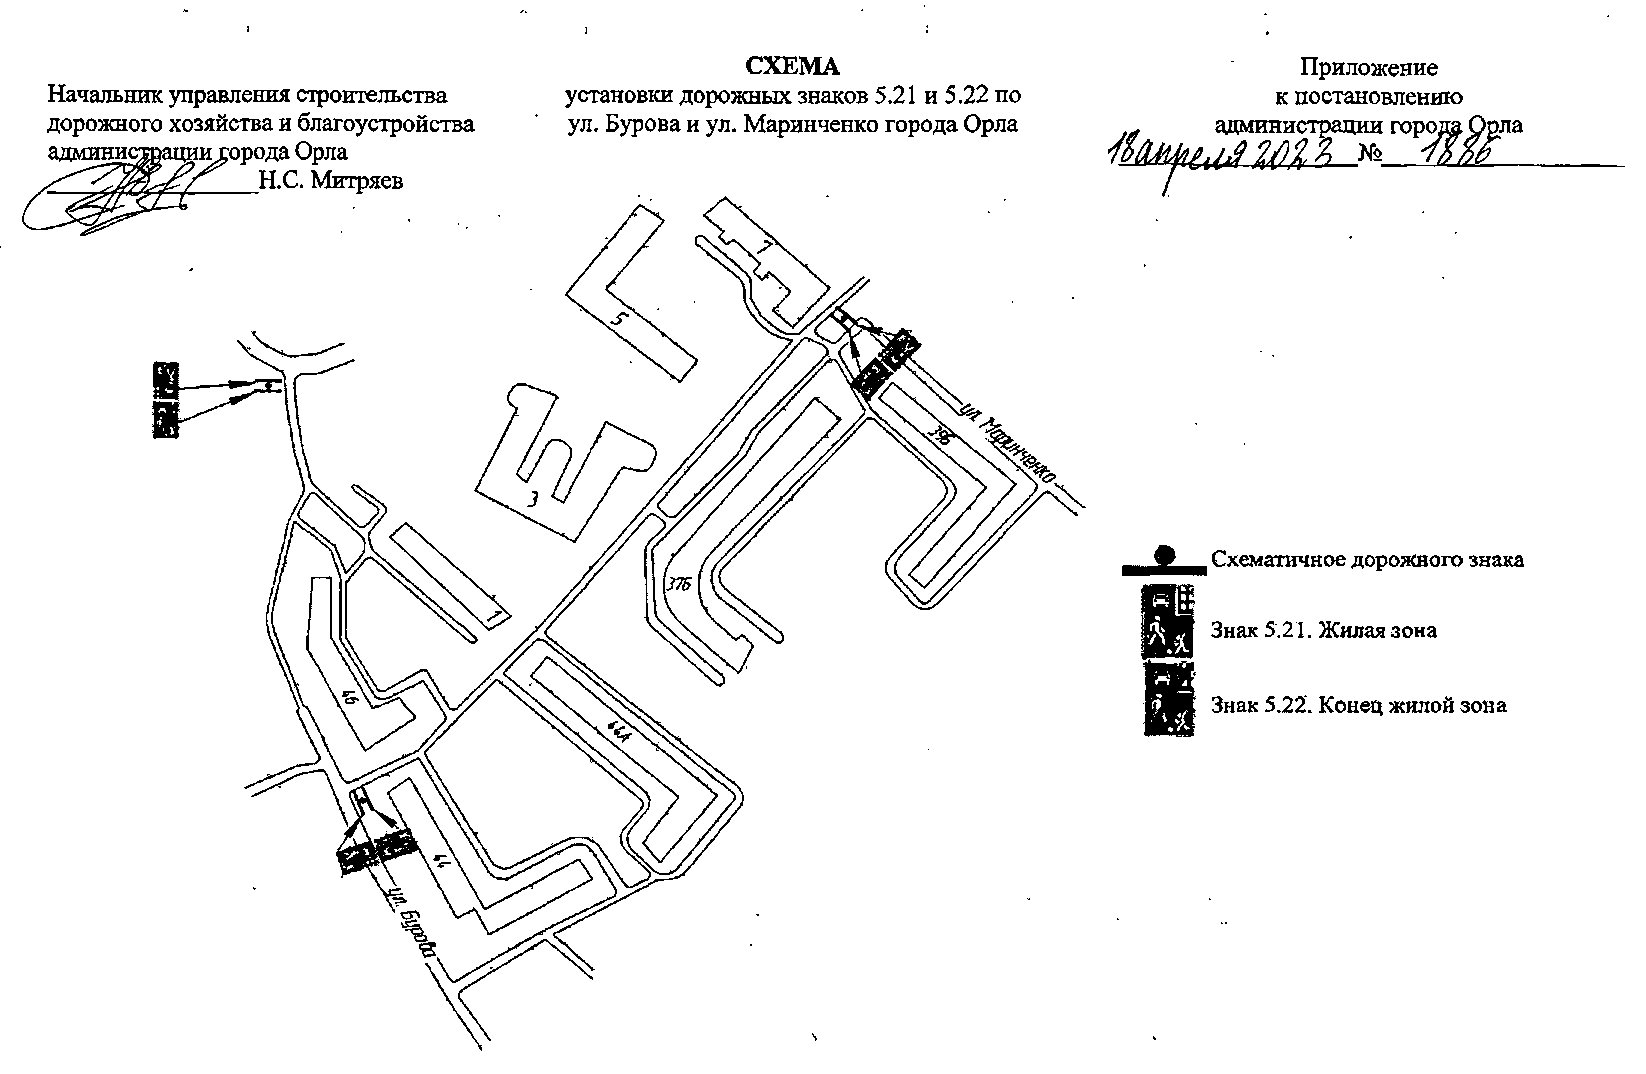 СХЕМА
установки дорожных знаков 5.21 и 5.22 по
ул. Бурова и ул. Маринченко города Орла
Начальник управления строительства
дорожного хозяйства и благоустройства
администрации города Орла
Н.С. Митряев
Приложение
к постановлению
администрации города Орла
18 апреля 2023 № 1886
7
5
3
1
39Б
37Б
46
44А
44
ул. Маринченко
ул. Бурова
Схематичное дорожного знака
Знак 5.21. Жилая зона
Знак 5.22. Конец жилой зона